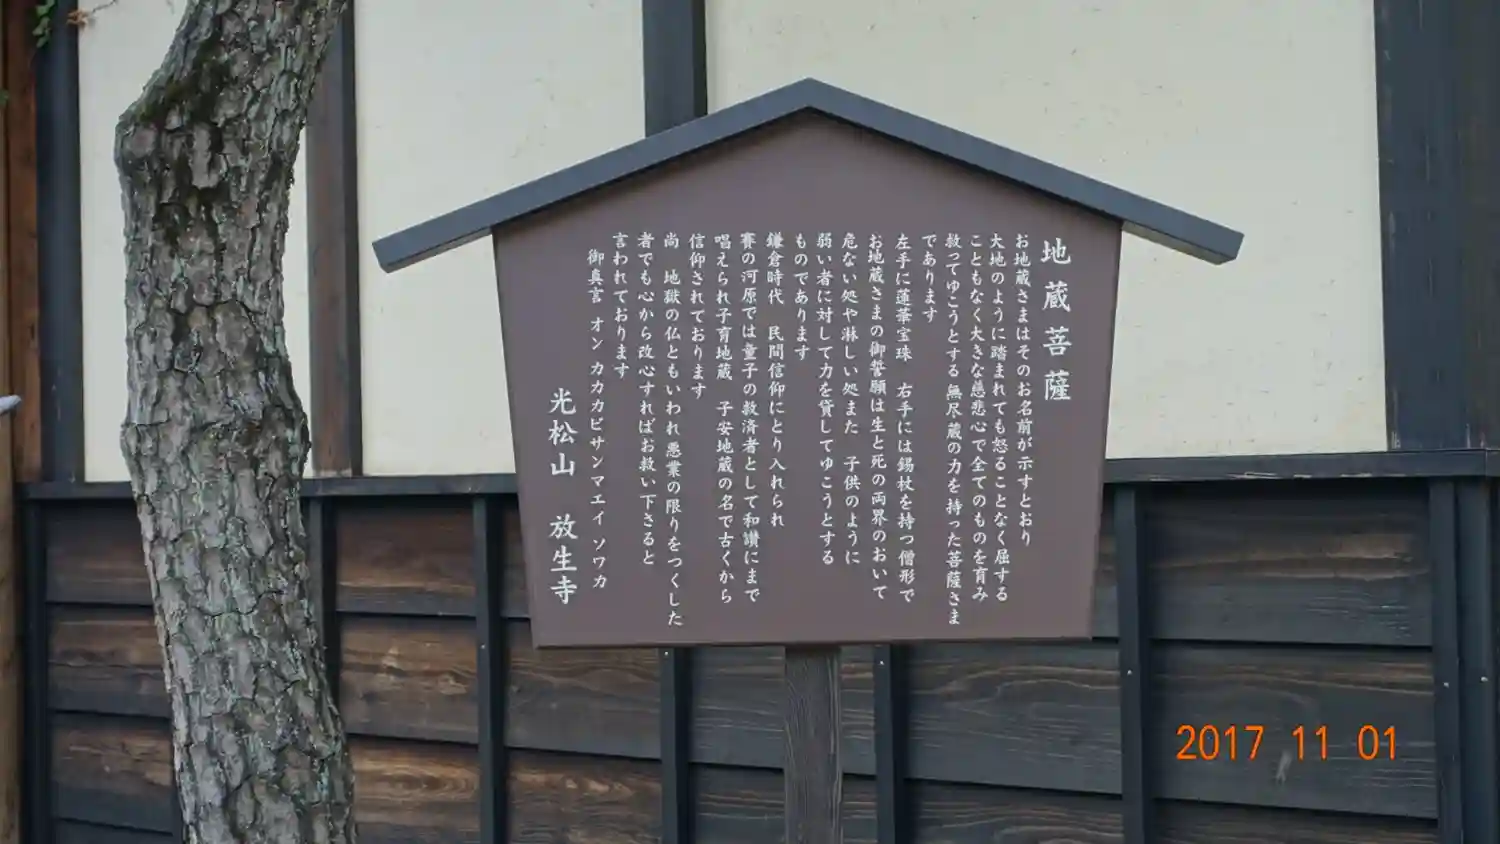 地蔵菩薩
お地蔵さまはそのお名前が示すとおり
大地のように踏まれても怒ることなく屈する
こともなく大きな慈悲心で全てのものを育み
救ってゆこうとする無尽蔵の力を持った菩薩さま
であります
左手に蓮華宝珠　右手には錫杖を持つ僧形で
お地蔵さまの御誓願は生と死の両界のおいて
危ない処や淋しい処また　子供のように
弱い者に対して力を貸してゆこうとする
ものであります
鎌倉時代　民間信仰にとり入れられ
賽の河原では童子の救済者として和讃にまで
唱えられ子育地蔵　子安地蔵の名で古くから
信仰されております
尚　地獄の仏ともいわれ悪業の限りをつくした
者でも心から改心すればお救い下さると
言われております
御真言 オン カカカビサンマエイ ソワカ
光松山　放生寺
2017 11 01